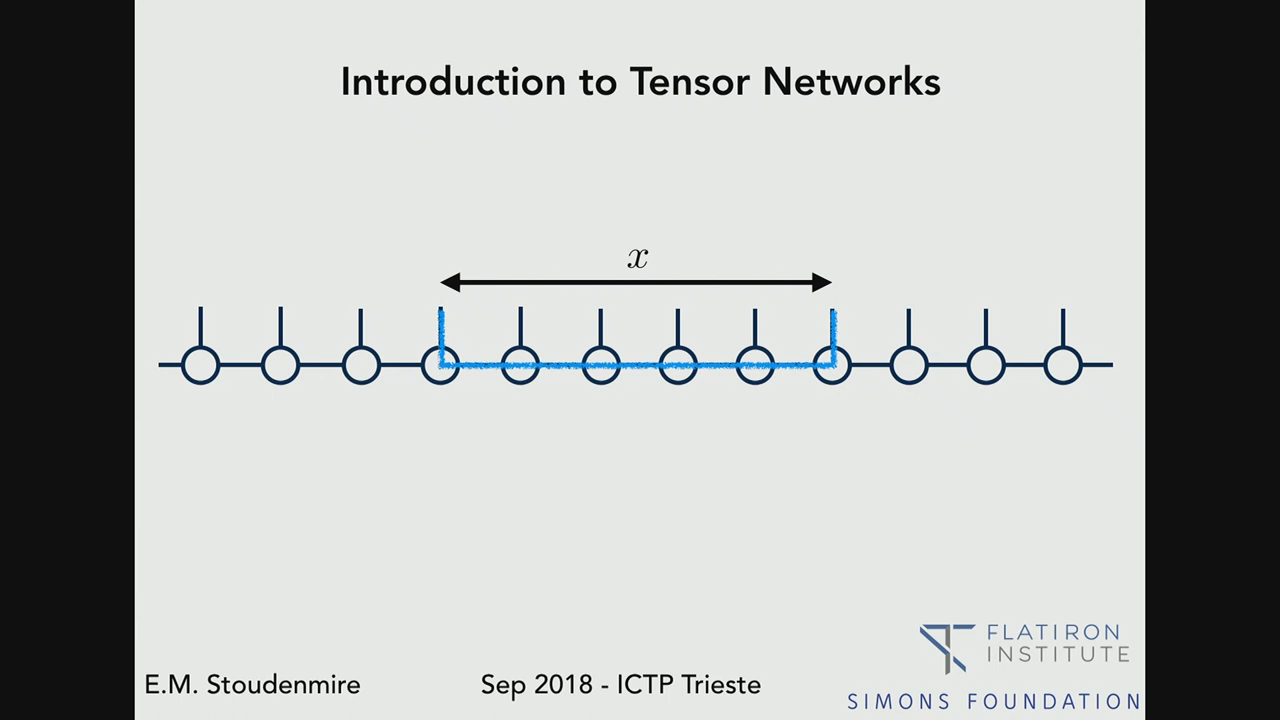 Introduction to Tensor Networks
x
FLATIRON
INSTITUTE
E.M. Stoudenmire
Sep 2018 - ICTP Trieste
SIMONS FOUNDATION